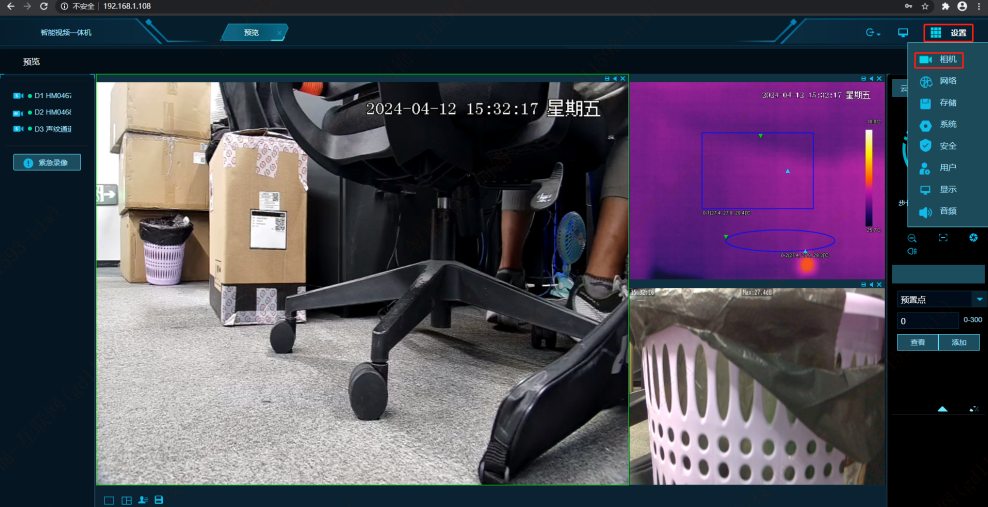 不安全 | 192.168.1.108
智能视频一体机
预览
设置
预览
相机
网络
存储
系统
安全
用户
显示
音频
D1 HM0467
D2 HM0468
D3 声纹通道
紧急录像
2024-04-12 15:32:17 星期五
2024-04-12 15:32:17 星期五
预置点
0
0-300
查看
添加